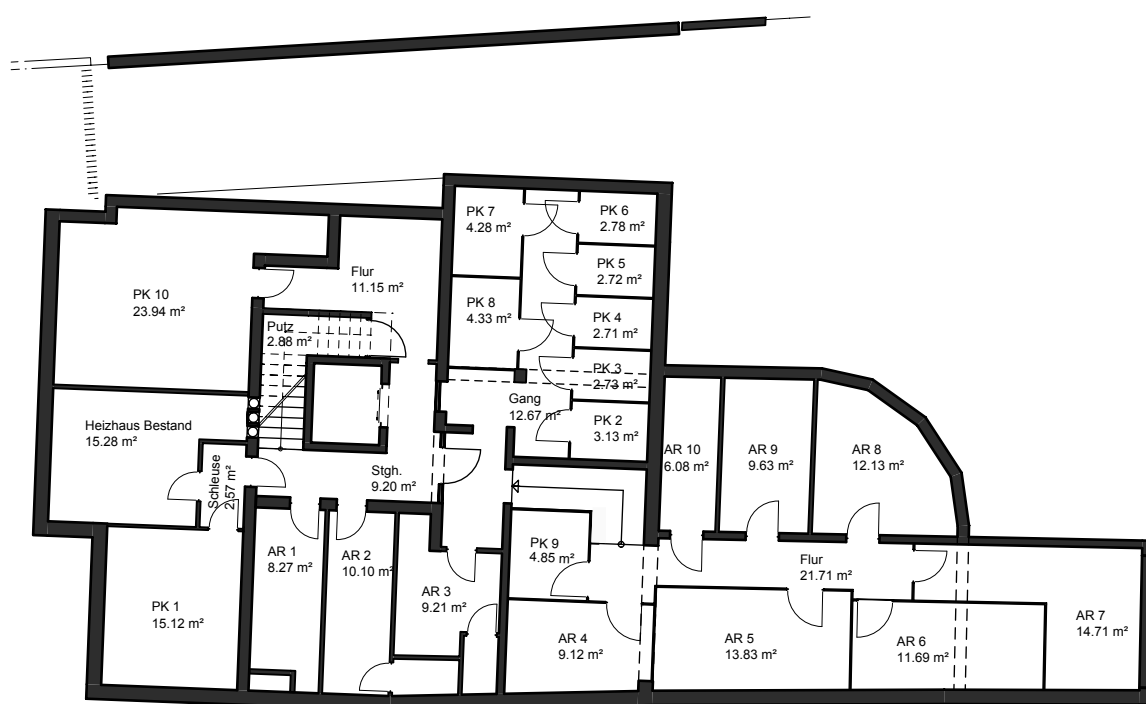 PK 7
4.28 m²
PK 6
2.78 m²
PK 5
2.72 m²
PK 10
23.94 m²
Flur
11.15 m²
PK 8
4.33 m²
PK 4
2.71 m²
Putz
2.88 m²
PK 3
2.73 m²
Gang
12.67 m²
PK 2
3.13 m²
Heizhaus Bestand
15.28 m²
Schleuse
2.57 m²
Stgh.
9.20 m²
AR 10
6.08 m²
AR 9
9.63 m²
AR 8
12.13 m²
AR 1
8.27 m²
AR 2
10.10 m²
PK 9
4.85 m²
Flur
21.71 m²
PK 1
15.12 m²
AR 3
9.21 m²
AR 4
9.12 m²
AR 5
13.83 m²
AR 6
11.69 m²
AR 7
14.71 m²